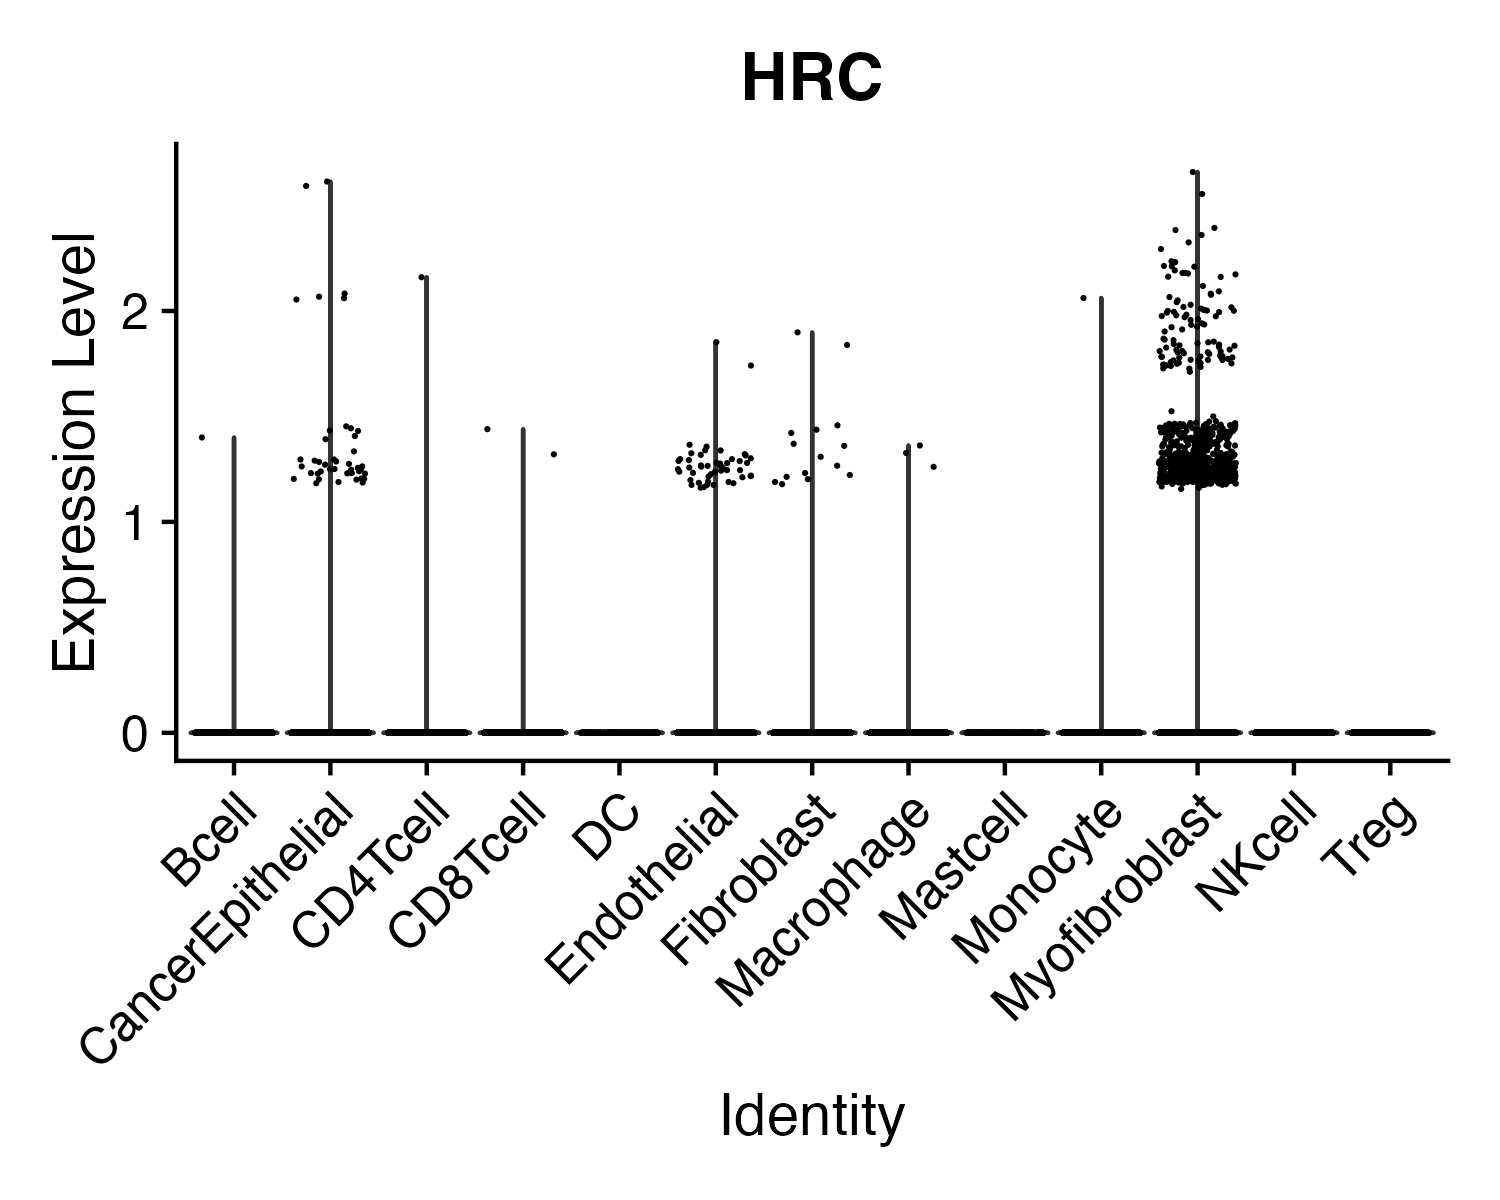 HRC
Expression Level
2
1
0
Bcell
CancerEpithelial
CD4Tcell
CD8Tcell
DC
Endothelial
Fibroblast
Macrophage
Mastcell
Monocyte
Myofibroblast
NKcell
Treg
Identity